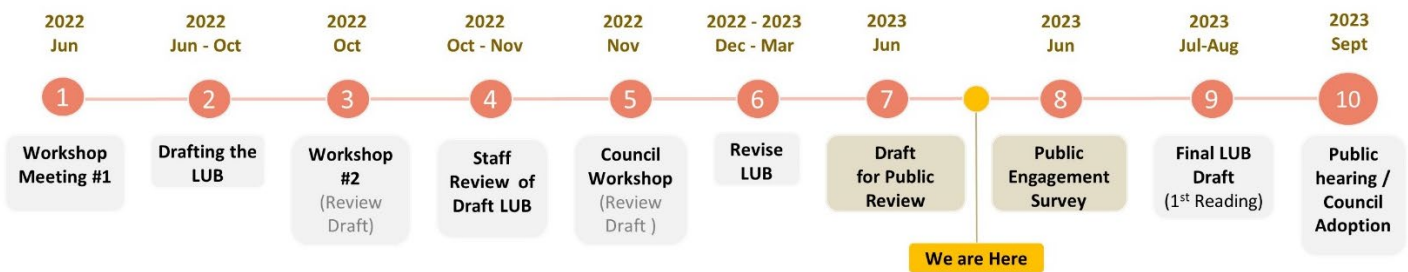 2022
Jun
2022
Jun - Oct
2022
Oct
2022
Oct - Nov
2022
Nov
2022 - 2023
Dec - Mar
2023
Jun
2023
Jun
2023
Jul-Aug
2023
Sept
1
2
3
4
5
6
7
8
9
10
Workshop
Meeting #1
Drafting the
LUB
Workshop
#2
(Review
Draft)
Staff
Review of
Draft LUB
Council
Workshop
(Review
Draft )
Revise
LUB
Draft
for Public
Review
Public
Engagement
Survey
Final LUB
Draft
(1st Reading)
Public
hearing /
Council
Adoption
We are Here